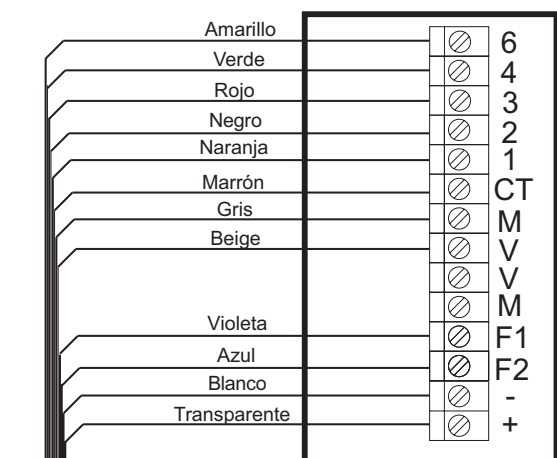 Amarillo 6
Verde 4
Rojo 3
Negro 2
Naranja 1
Marrón CT
Gris M
Beige V
V
M
Violeta F1
Azul F2
Blanco -
Transparente +